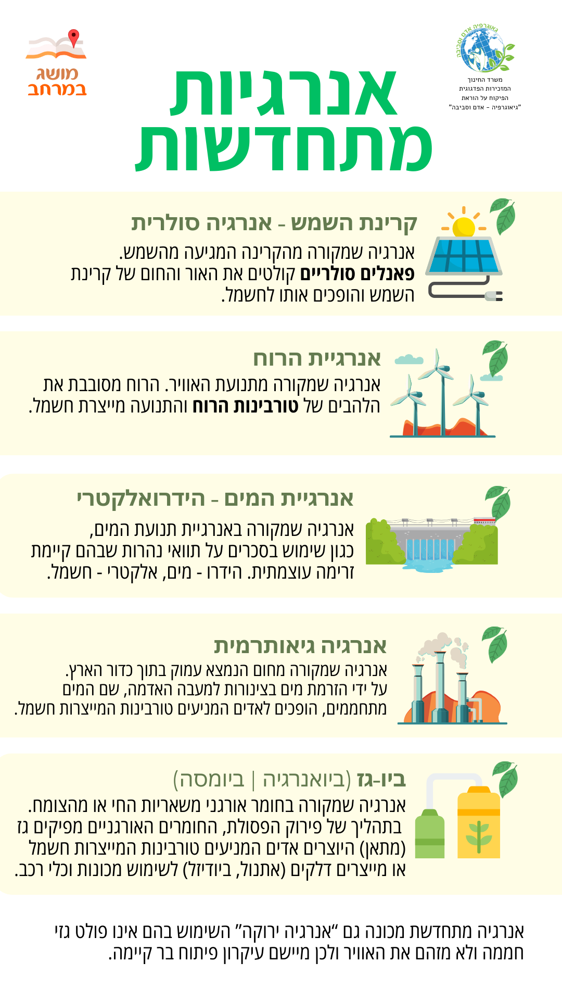 גאוגרפיה אדם וסביבה
משרד החינוך
המזכירות הפדגוגית
הפיקוח על הוראת
"גיאוגרפיה - אדם וסביבה"
מושג
במרחב
אנרגיות
מתחדשות
קרינת השמש - אנרגיה סולרית
אנרגיה שמקורה מהקרינה המגיעה מהשמש.
פאנלים סולריים קולטים את האור והחום של קרינת
השמש והופכים אותו לחשמל.
אנרגיית הרוח
אנרגיה שמקורה מתנועת האוויר. הרוח מסובבת את
הלהבים של טורבינות הרוח והתנועה מייצרת חשמל.
אנרגיית המים - הידרואלקטרי
אנרגיה שמקורה באנרגיית תנועת המים,
כגון שימוש בסכרים על תוואי נהרות שבהם קיימת
זרימה עוצמתית. הידרו - מים, אלקטרי - חשמל.
אנרגיה גיאותרמית
אנרגיה שמקורה מחום הנמצא עמוק בתוך כדור הארץ.
על ידי הזרמת מים בצינורות למעבה האדמה, שם המים
מתחממים, הופכים לאדים המניעים טורבינות המייצרות חשמל.
ביו-גז (ביואנרגיה | ביומסה)
אנרגיה שמקורה בחומר אורגני משאריות החי או מהצומח.
בתהליך של פירוק הפסולת, החומרים האורגניים מפיקים גז
(מתאן) היוצרים אדים המניעים טורבינות המייצרות חשמל
או מייצרים דלקים (אתנול, ביודיזל) לשימוש מכונות וכלי רכב.
אנרגיה מתחדשת מכונה גם “אנרגיה ירוקה” השימוש בהם אינו פולט גזי
חממה ולא מזהם את האוויר ולכן מיישם עיקרון פיתוח בר קיימה.